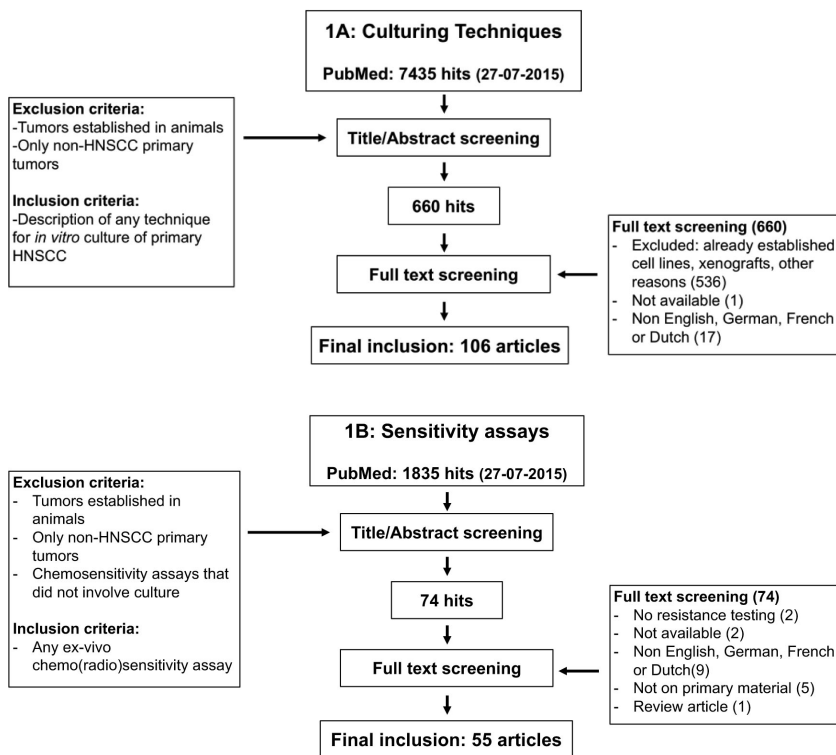 1A: Culturing Techniques
PubMed: 7435 hits (27-07-2015)
Exclusion criteria:
-Tumors established in animals
-Only non-HNSCC primary
tumors
Inclusion criteria:
-Description of any technique
for in vitro culture of primary
HNSCC
Title/Abstract screening
660 hits
Full text screening
Full text screening (660)
- Excluded: already established
cell lines, xenografts, other
reasons (536)
- Not available (1)
- Non English, German, French
or Dutch (17)
Final inclusion: 106 articles
1B: Sensitivity assays
PubMed: 1835 hits (27-07-2015)
Exclusion criteria:
- Tumors established in
animals
- Only non-HNSCC primary
tumors
- Chemosensitivity assays that
did not involve culture
Inclusion criteria:
- Any ex-vivo
chemo(radio)sensitivity assay
Title/Abstract screening
74 hits
Full text screening
Full text screening (74)
- No resistance testing (2)
- Not available (2)
- Non English, German, French
or Dutch(9)
- Not on primary material (5)
- Review article (1)
Final inclusion: 55 articles